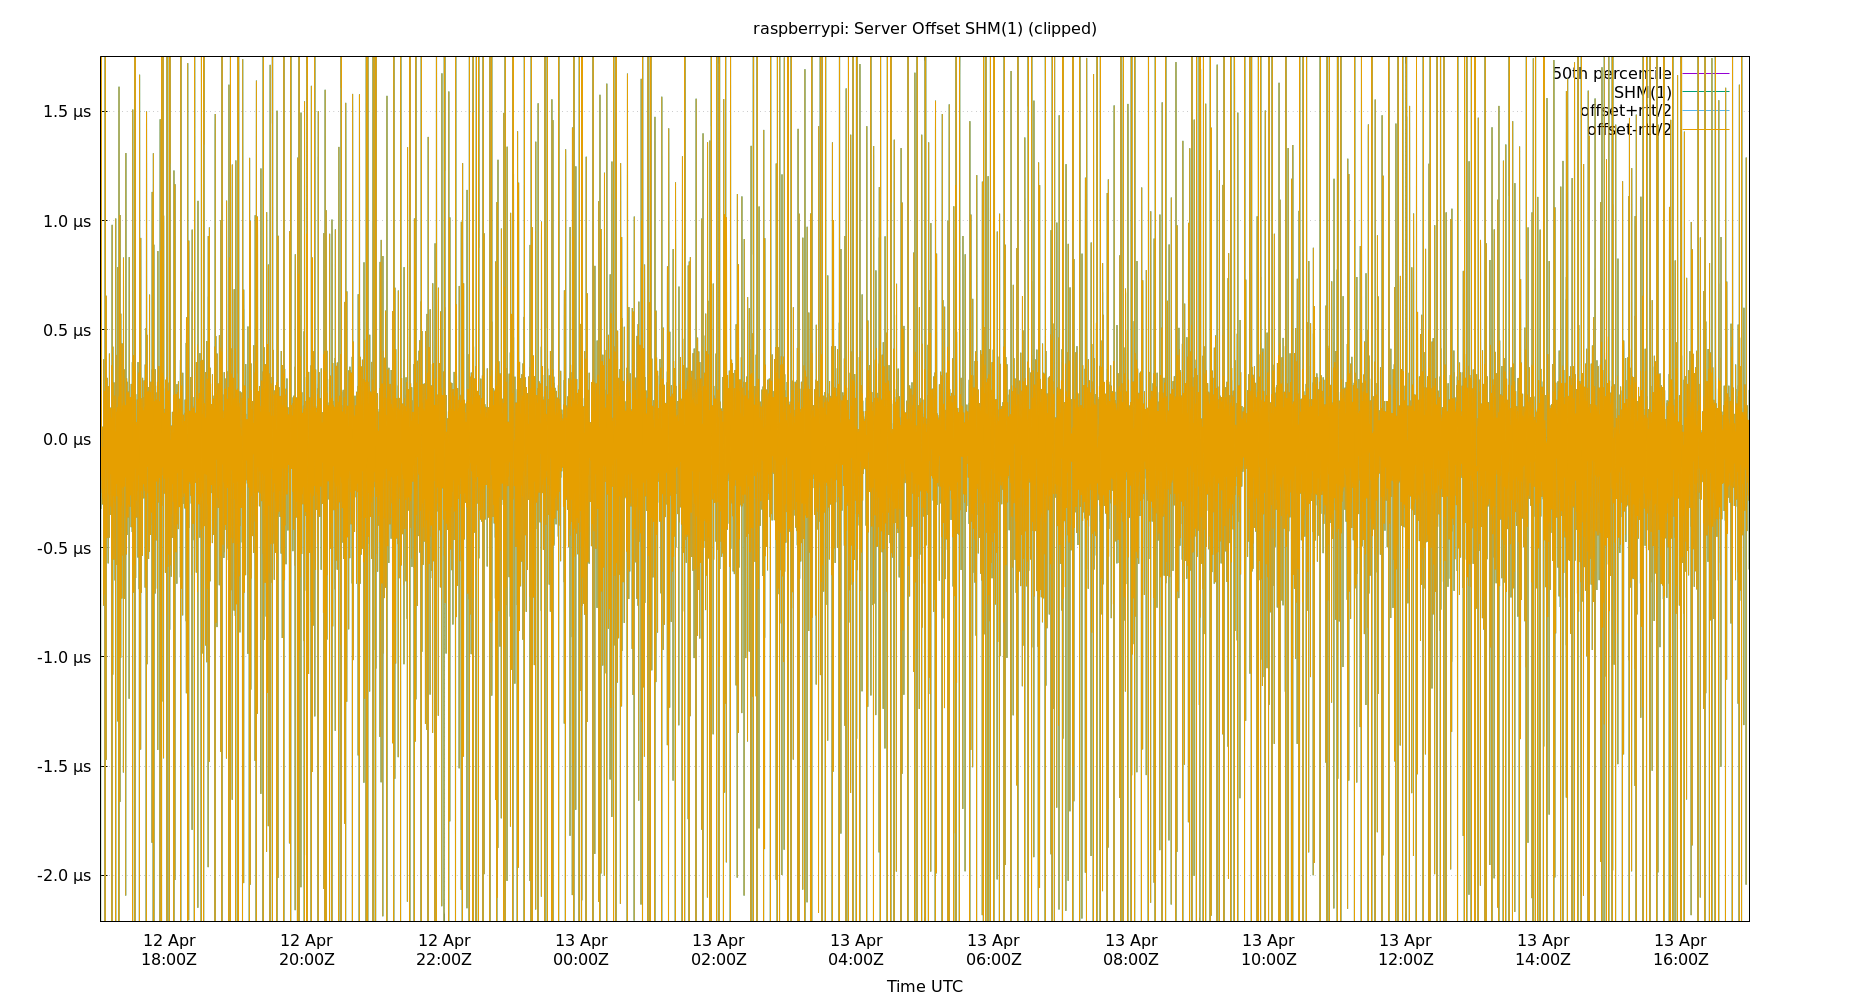 raspberrypi: Server Offset SHM(1) (clipped)
50th percentile
SHM(1)
offset+rtt/2
offset-rtt/2
1.5 µs
1.0 µs
0.5 µs
0.0 µs
-0.5 µs
-1.0 µs
-1.5 µs
-2.0 µs
12 Apr 12 Apr 12 Apr 13 Apr 13 Apr 13 Apr 13 Apr 13 Apr 13 Apr 13 Apr 13 Apr 13 Apr
18:00Z 20:00Z 22:00Z 00:00Z 02:00Z 04:00Z 06:00Z 08:00Z 10:00Z 12:00Z 14:00Z 16:00Z
Time UTC